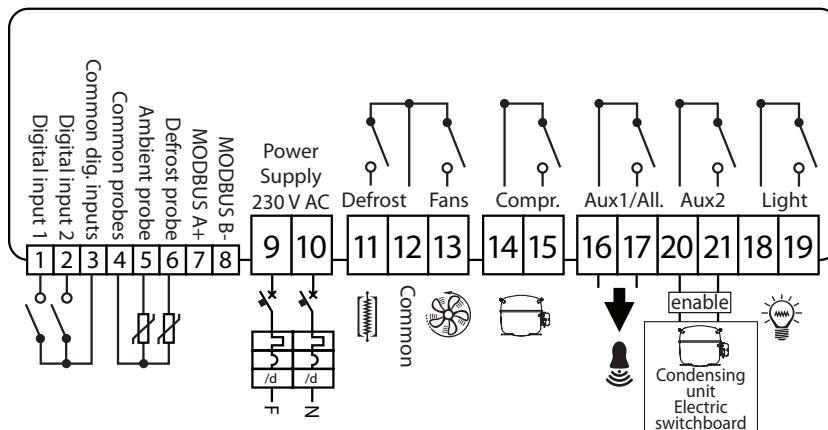 Digital input 1
Digital input 2
Common dig. inputs
Common probes
Ambient probe
Defrost probe
MODBUS A+
MODBUS B-
Power
Supply
230 V AC
Defrost
Fans
Compr.
Aux1/All.
Aux2
Light
1 2 3 4 5 6 7 8
9 10
11 12 13
14 15
16 17 20 21 18 19
Common
enable
/d /d
F N
Condensing
unit
Electric
switchboard